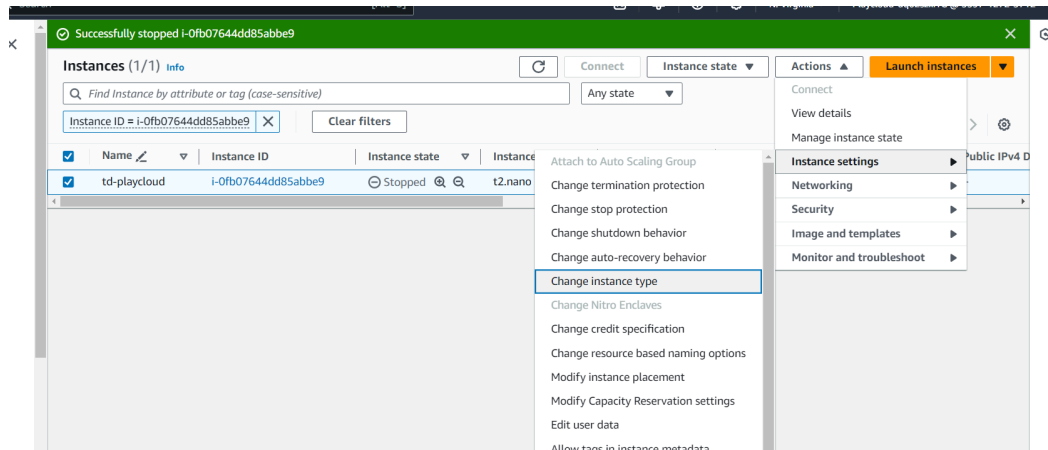 Successfully stopped i-0fb07644dd85abbe9
Instances (1/1) Info
Connect
Instance state
Actions
Launch instances
Find Instance by attribute or tag (case-sensitive)
Any state
Instance ID = i-0fb07644dd85abbe9
Clear filters
Name
Instance ID
Instance state
Instance
Public IPv4 D
td-playcloud
i-0fb07644dd85abbe9
Stopped
t2.nano
Connect
View details
Manage instance state
Instance settings
Networking
Security
Image and templates
Monitor and troubleshoot
Attach to Auto Scaling Group
Change termination protection
Change stop protection
Change shutdown behavior
Change auto-recovery behavior
Change instance type
Change Nitro Enclaves
Change credit specification
Change resource based naming options
Modify instance placement
Modify Capacity Reservation settings
Edit user data
Allow tags in instance metadata